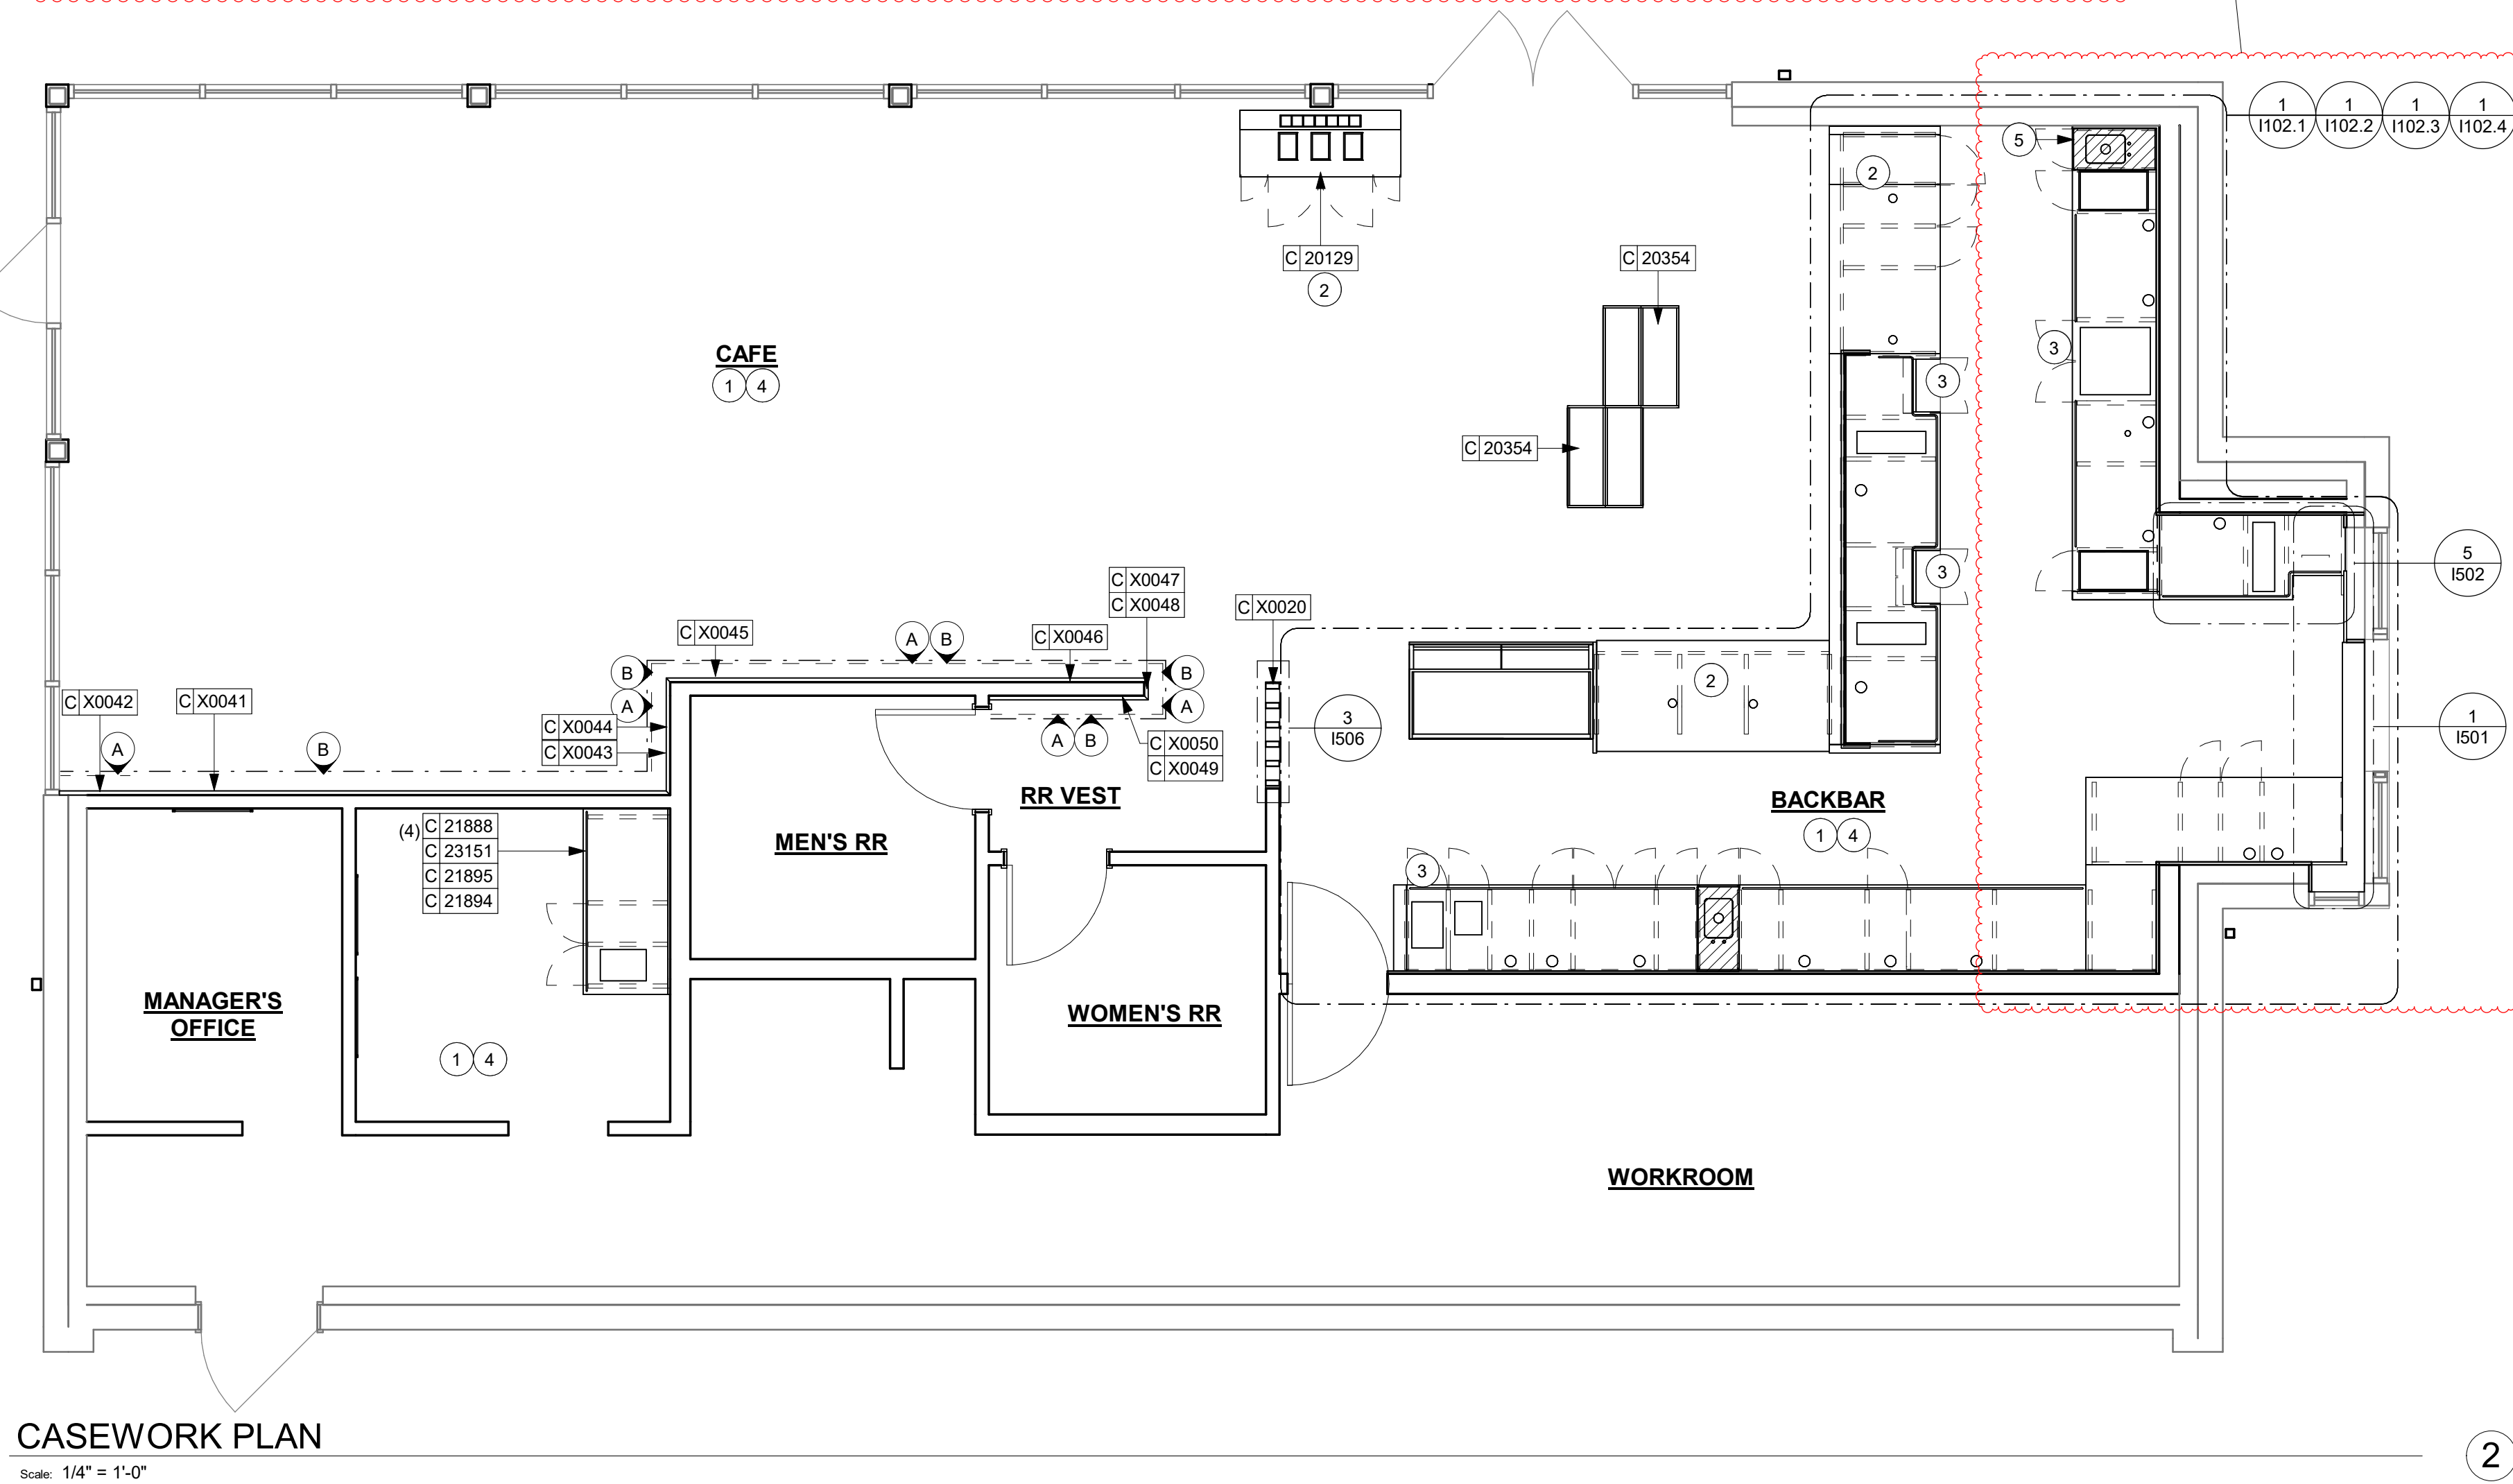 1 1 1 1
I102.1 I102.2 I102.3 I102.4
5
2
C 20129
2
C 20354
CAFE
1 4
3
3
C 20354
5
I502
3
C X0047
C X0048
C X0020
C X0045
C X0046
A B
B
B
A
A
2
C X0042
C X0041
C X0044
C X0043
A
B
A B
C X0050
C X0049
3
I506
1
I501
RR VEST
BACKBAR
1 4
(4) C 21888
C 23151
C 21895
C 21894
MEN'S RR
3
MANAGER'S
OFFICE
WOMEN'S RR
1 4
WORKROOM
CASEWORK PLAN
2
Scale: 1/4" = 1'-0"